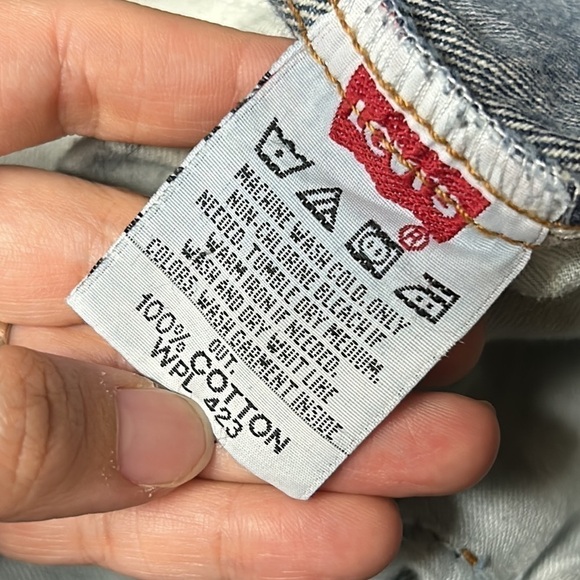 LEVI'S
®
MACHINE WASH COLD.ONLY
NON-CHLORINE BLEACH IF
NEEDED. TUMBLE DRY MEDIUM.
WARM IRON IF NEEDED.
WASH AND DRY WHIT LIKE
COLORS. WASH GARMENT INSIDE
OUT.
100% COTTON
WPL 423